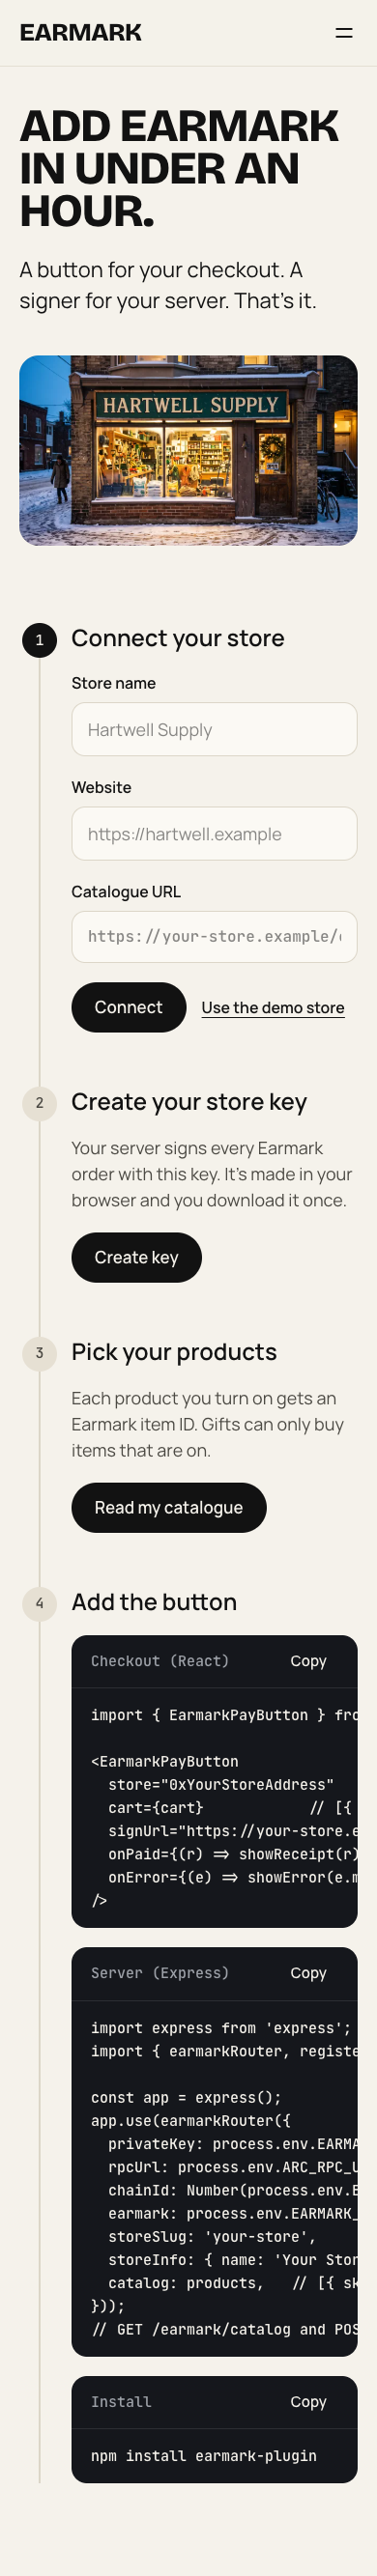 EARMARK
ADD EARMARK
IN UNDER AN
HOUR.
A button for your checkout. A
signer for your server. That's it.
HARTWELL SUPPLY
1
Connect your store
Store name
Hartwell Supply
Website
https://hartwell.example
Catalogue URL
https://your-store.example/
Connect
Use the demo store
2
Create your store key
Your server signs every Earmark
order with this key. It's made in your
browser and you download it once.
Create key
3
Pick your products
Each product you turn on gets an
Earmark item ID. Gifts can only buy
items that are on.
Read my catalogue
4
Add the button
Checkout (React)
Copy
import { EarmarkPayButton } fro
<EarmarkPayButton
store="0xYourStoreAddress"
cart={cart} // [{
signUrl="https://your-store.e
onPaid={(r) => showReceipt(r)
onError={(e) => showError(e.m
/>
Server (Express)
Copy
import express from 'express';
import { earmarkRouter, registe
const app = express();
app.use(earmarkRouter({
privateKey: process.env.EARMA
rpcUrl: process.env.ARC_RPC_U
chainId: Number(process.env.E
earmark: process.env.EARMARK_
storeSlug: 'your-store',
storeInfo: { name: 'Your Stor
catalog: products, // [{ sk
}));
// GET /earmark/catalog and POS
Install
Copy
npm install earmark-plugin